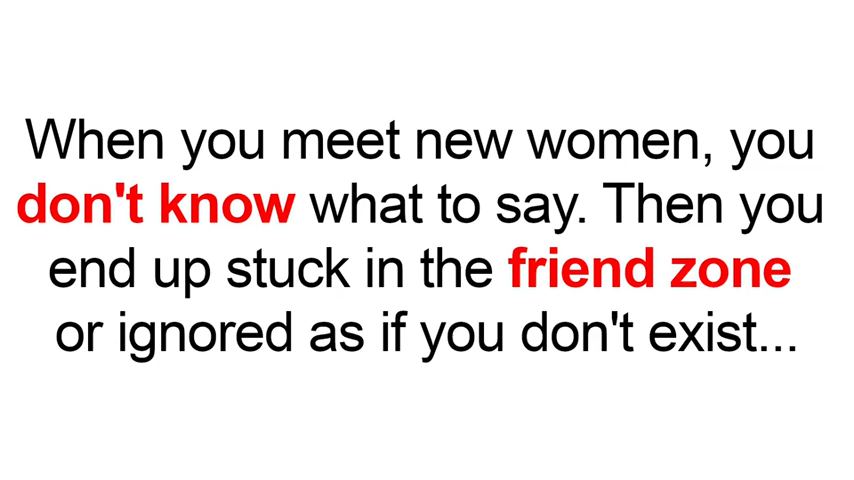 When you meet new women, you
don't know what to say. Then you
end up stuck in the friend zone
or ignored as if you don't exist...